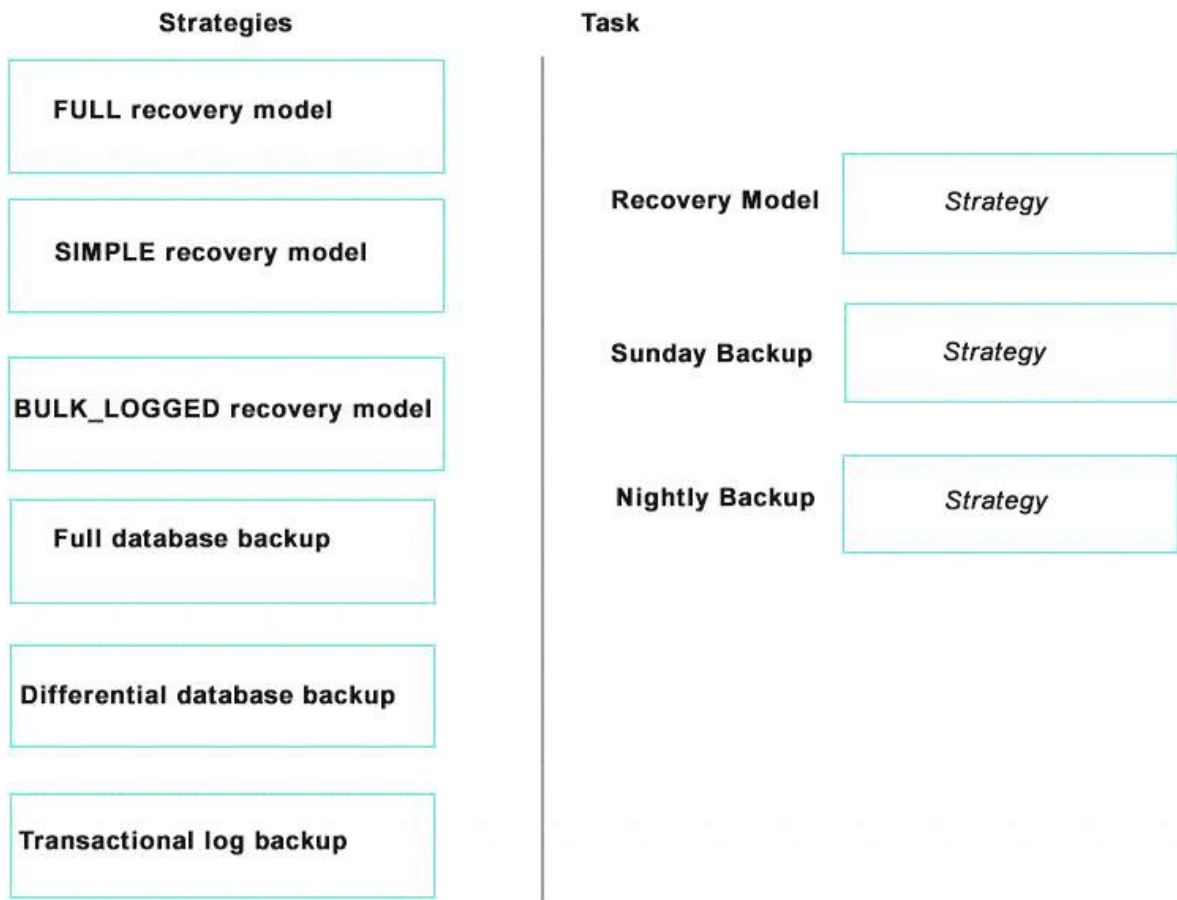 Strategies
Task
FULL recovery model
SIMPLE recovery model
BULK_LOGGED recovery model
Full database backup
Differential database backup
Transactional log backup
Recovery Model
Strategy
Sunday Backup
Strategy
Nightly Backup
Strategy